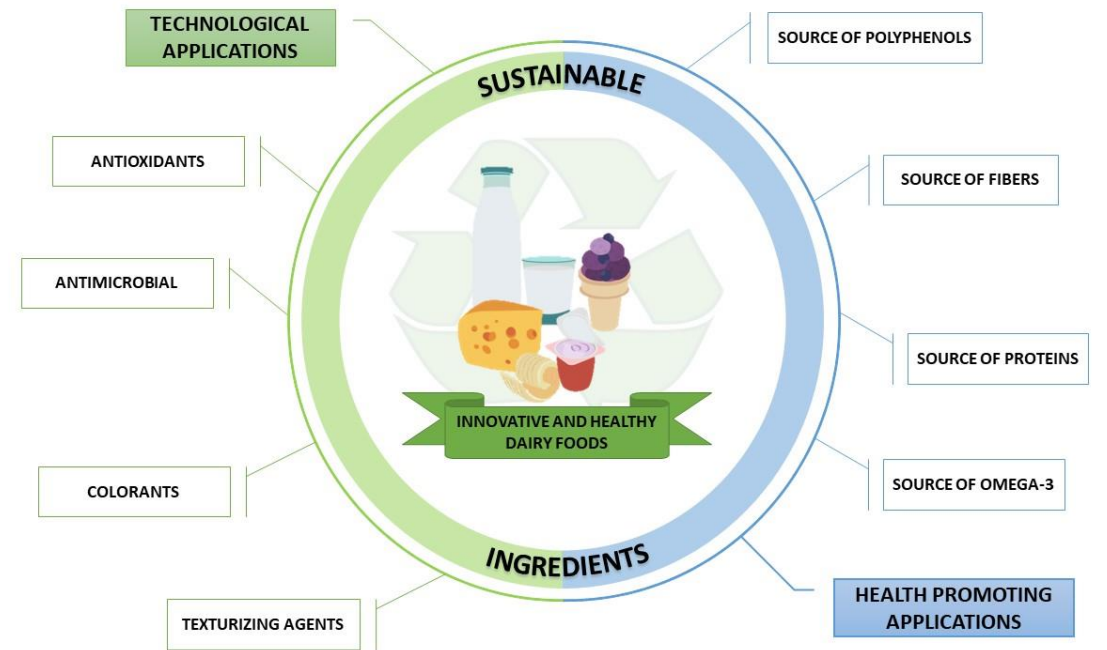 TECHNOLOGICAL
APPLICATIONS
ANTIOXIDANTS
ANTIMICROBIAL
COLORANTS
TEXTURIZING AGENTS
SUSTAINABLE
INNOVATIVE AND HEALTHY
DAIRY FOODS
INGREDIENTS
SOURCE OF POLYPHENOLS
SOURCE OF FIBERS
SOURCE OF PROTEINS
SOURCE OF OMEGA-3
HEALTH PROMOTING
APPLICATIONS